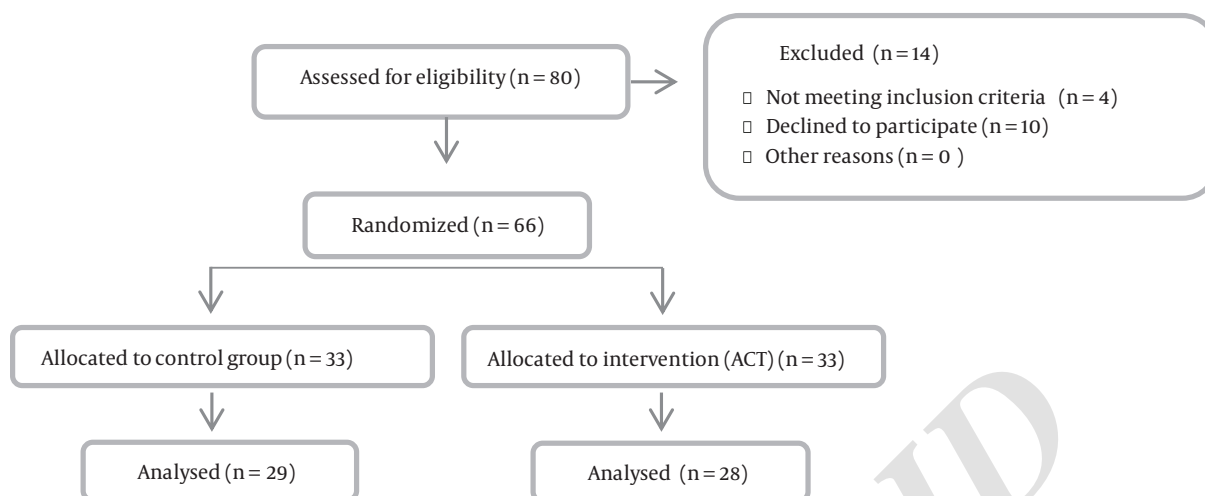 Assessed for eligibility (n = 80)
Excluded (n = 14)
▯ Not meeting inclusion criteria (n = 4)
▯ Declined to participate (n = 10)
▯ Other reasons (n = 0 )
Randomized (n = 66)
Allocated to control group (n = 33)
Allocated to intervention (ACT) (n = 33)
Analysed (n = 29)
Analysed (n = 28)